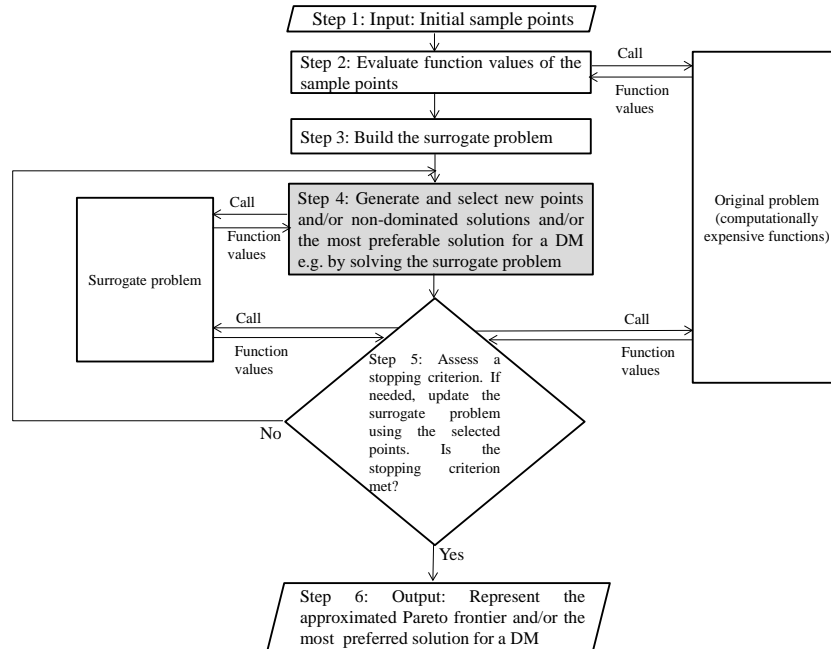 Step 1: Input: Initial sample points
Step 2: Evaluate function values of the
sample points
Call
Function
values
Step 3: Build the surrogate problem
Original problem
(computationally
expensive functions)
Step 4: Generate and select new points
and/or non-dominated solutions and/or
the most preferable solution for a DM
e.g. by solving the surrogate problem
Call
Function
values
Surrogate problem
Call
Function
values
Call
Function
values
Step 5: Assess a
stopping criterion. If
needed, update the
surrogate problem
using the selected
points. Is the
stopping criterion
met?
No
Yes
Step 6: Output: Represent the
approximated Pareto frontier and/or the
most preferred solution for a DM